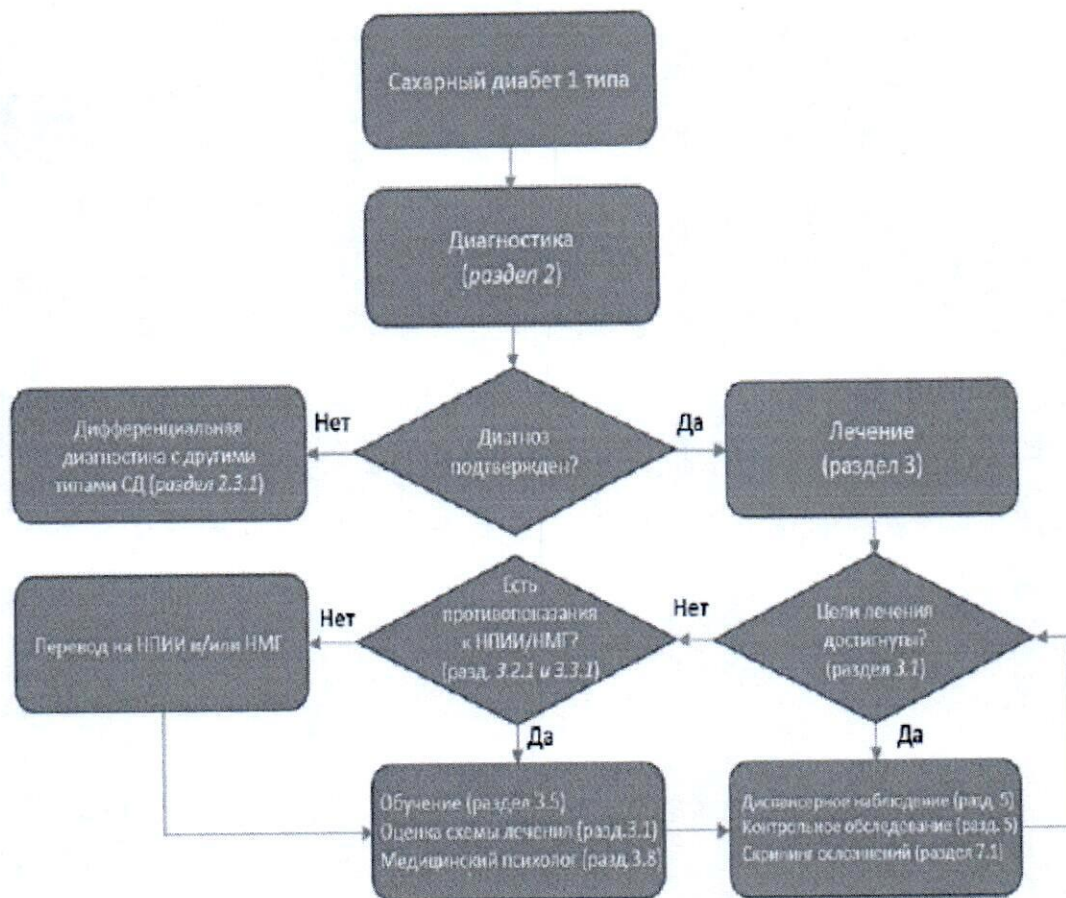 Сахарный диабет 1 типа
Диагностика
(раздел 2)
Диагноз
подтвержден?
Нет
Да
Дифференциальная
диагностика с другими
типами СД (раздел 2.3.1)
Лечение
(раздел 3)
Цели лечения
достигнуты?
(раздел 3.1)
Нет
Да
Есть
противопоказания
к НПИИ/НМГ?
(разд. 3.2.1 и 3.3.1)
Нет
Да
Перевод на НПИИ и/или НМГ
Обучение (раздел 3.5)
Оценка схемы лечения (разд.3.1)
Медицинский психолог (разд.3.8)
Диспансерное наблюдение (разд. 5)
Контрольное обследование (разд. 5)
Скрининг осложнений (раздел 7.1)